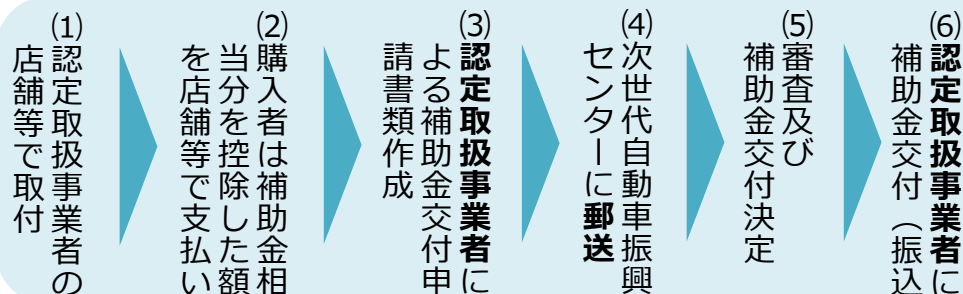 (1)
認定取扱事業者の
店舗等で取付
(2)
購入者は補助金相
当分を控除した額
を店舗等で支払い
(3)
認定取扱事業者に
よる補助金交付申
請書類作成
(4)
次世代自動車振興
センターに郵送
(5)
審査及び
補助金交付決定
(6)
認定取扱事業者に
補助金交付（振込